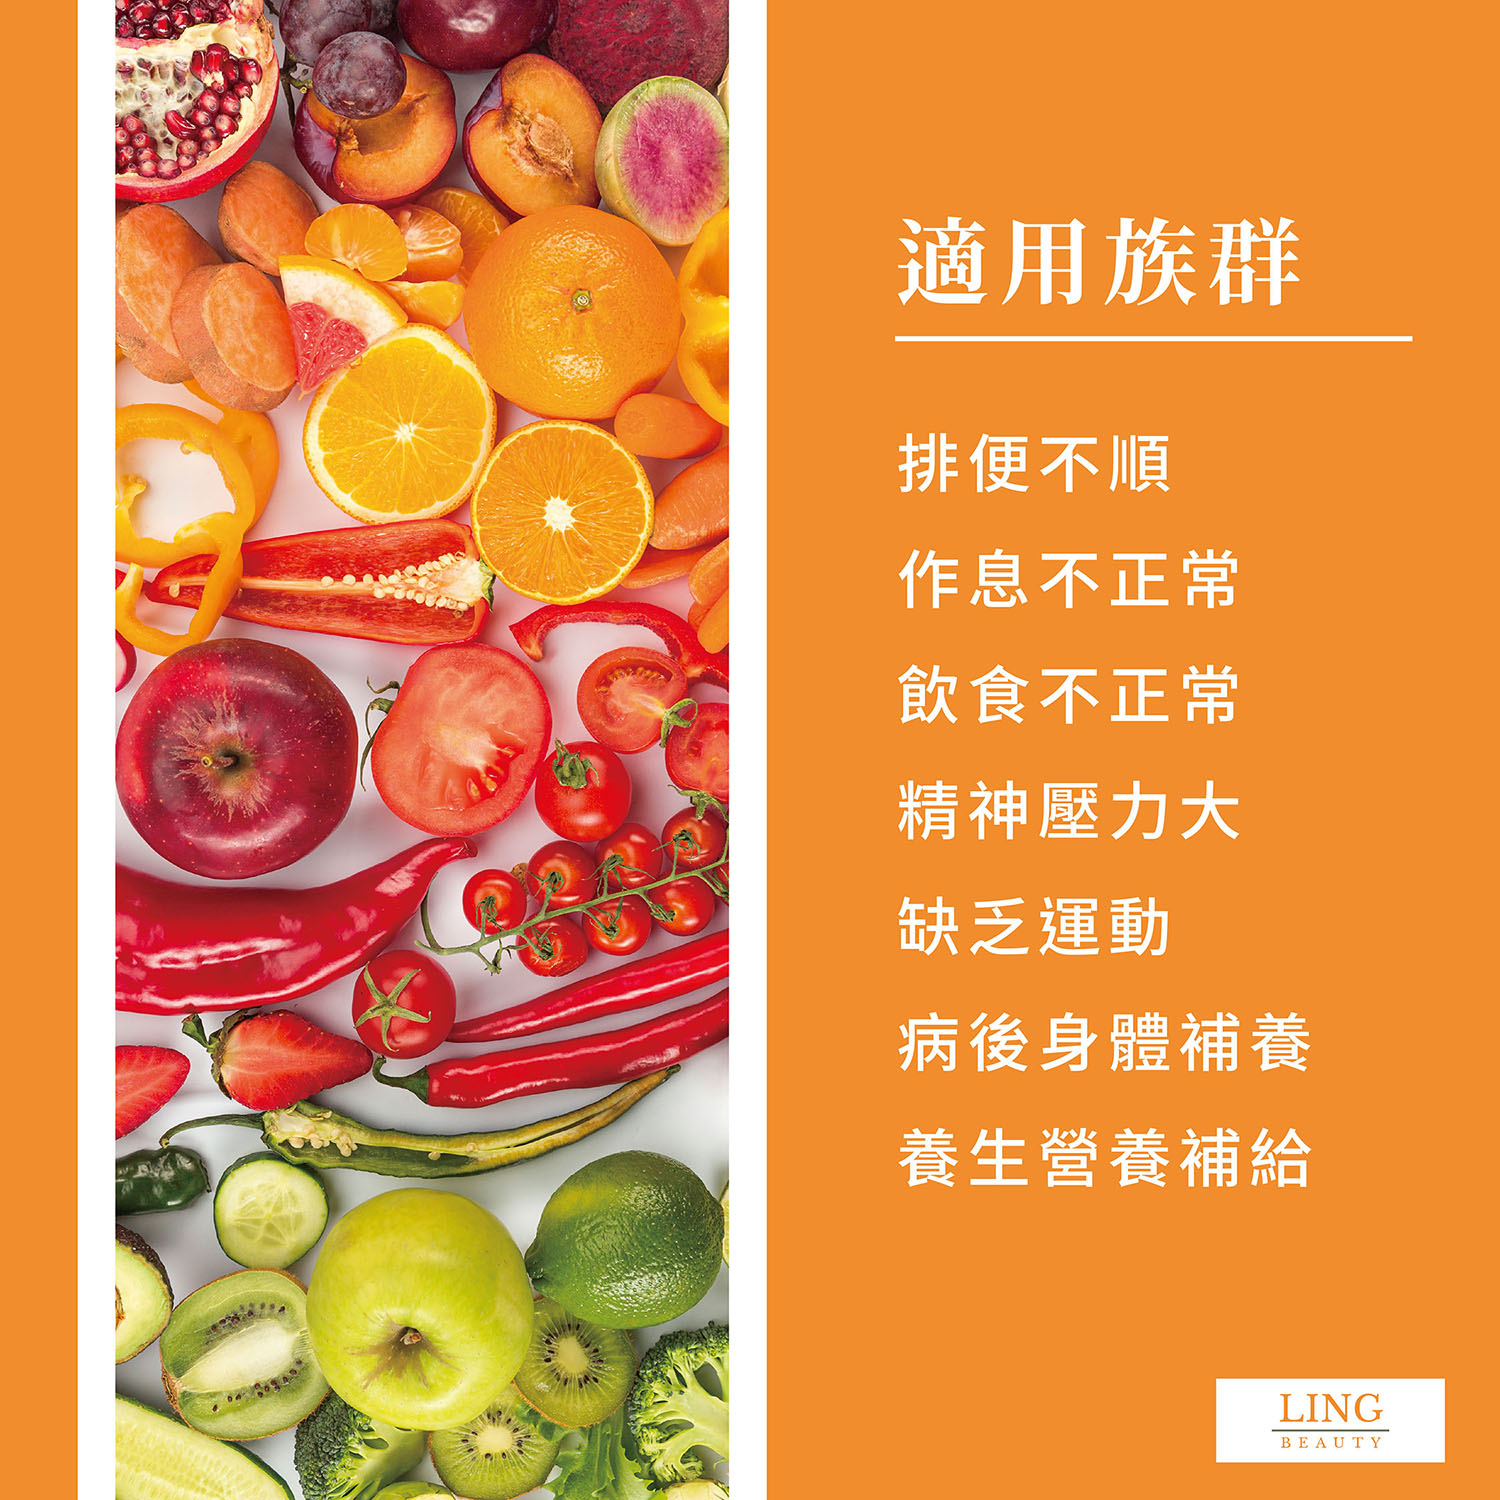 適用族群
排便不順
作息不正常
飲食不正常
精神壓力大
缺乏運動
病後身體補養
養生營養補給
LING
BEAUTY